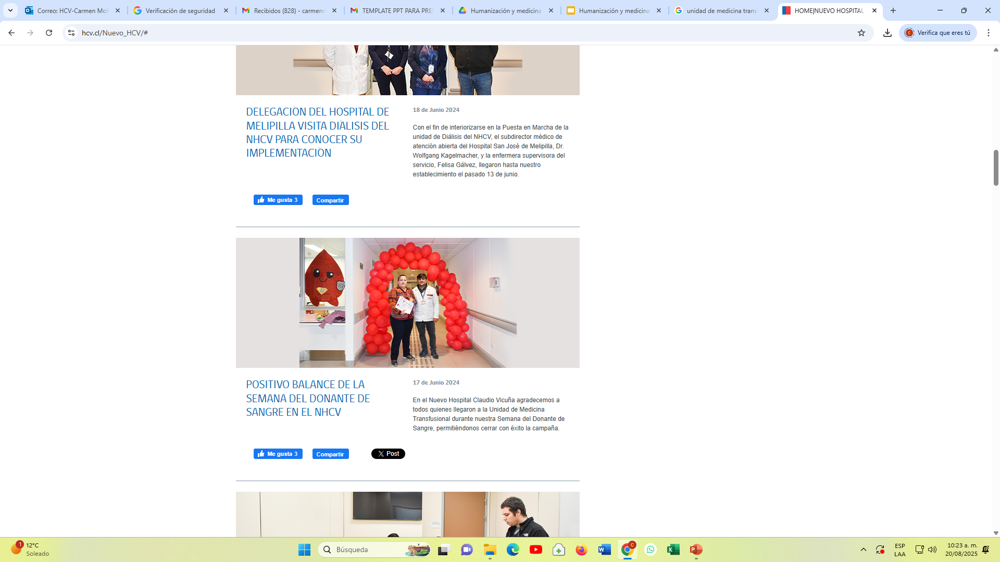 Correo: HCV-Carmen Mol
Verificación de seguridad
Recibidos (828) - carmenn
TEMPLATE PPT PARA PRES
Humanización y medicina
Humanización y medicina
unidad de medicina trans
HOME|NUEVO HOSPITAL
hcv.cl/Nuevo_HCV/#
Verifica que eres tú
DELEGACIÓN DEL HOSPITAL DE
MELIPILLA VISITA DIÁLISIS DEL
NHCV PARA CONOCER SU
IMPLEMENTACIÓN
18 de Junio 2024
Con el fin de interiorizarse en la Puesta en Marcha de la
unidad de Diálisis del NHCV, el subdirector médico de
atención abierta del Hospital San José de Melipilla, Dr.
Wolfgang Kagelmacher, y la enfermera supervisora del
servicio, Felisa Gálvez, llegaron hasta nuestro
establecimiento el pasado 13 de junio.
Me gusta 3
Compartir
POSITIVO BALANCE DE LA
SEMANA DEL DONANTE DE
SANGRE EN EL NHCV
17 de Junio 2024
En el Nuevo Hospital Claudio Vicuña agradecemos a
todos quienes llegaron a la Unidad de Medicina
Transfusional durante nuestra Semana del Donante de
Sangre, permitiéndonos cerrar con éxito la campaña.
Me gusta 3
Compartir
Post
1
12°C
Soleado
Búsqueda
ESP
LAA
10:23 a. m.
20/08/2025